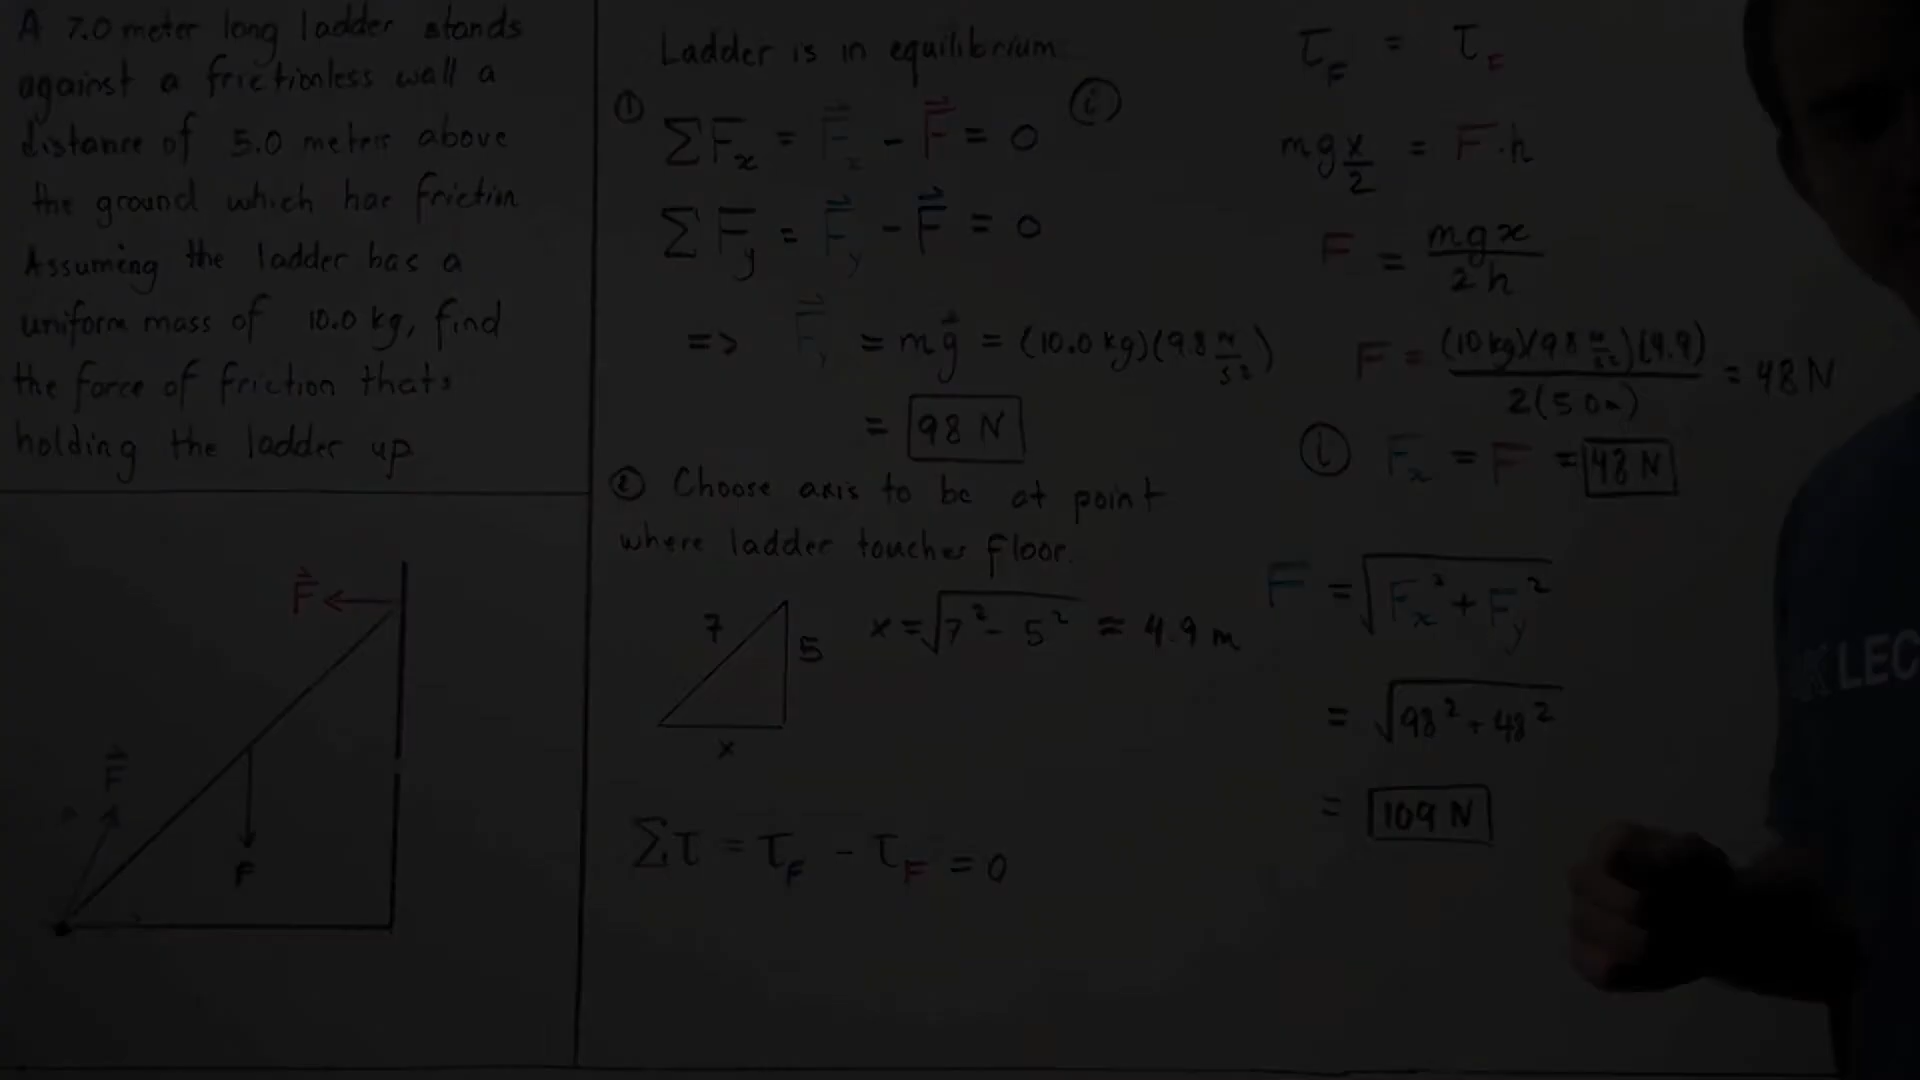 A 7.0 meter long ladder stands
against a frictionless wall a
distance of 5.0 meters above
the ground which has friction
Assuming the ladder has a
uniform mass of 10.0 kg, find
the force of friction thats
holding the ladder up
F
F
F
Ladder is in equilibrium
① ΣFx = Fx - F = 0 ⓘ
ΣFy = Fy - F = 0
=> Fy = mg = (10.0 kg)(9.8 m/s²)
= 98 N
② Choose axis to be at point
where ladder touches floor.
7
5
x
x = √7² - 5² ≈ 4.9 m
Στ = τF - τF = 0
τF = τF
mg x/2 = F·h
F = mgx/2h
F = (10 kg)(9.8 m/s²)(4.9)/2(5.0m) = 48 N
ⓘ Fx = F = 48 N
F = √Fx² + Fy²
= √98² + 48²
= 109 N
LEC